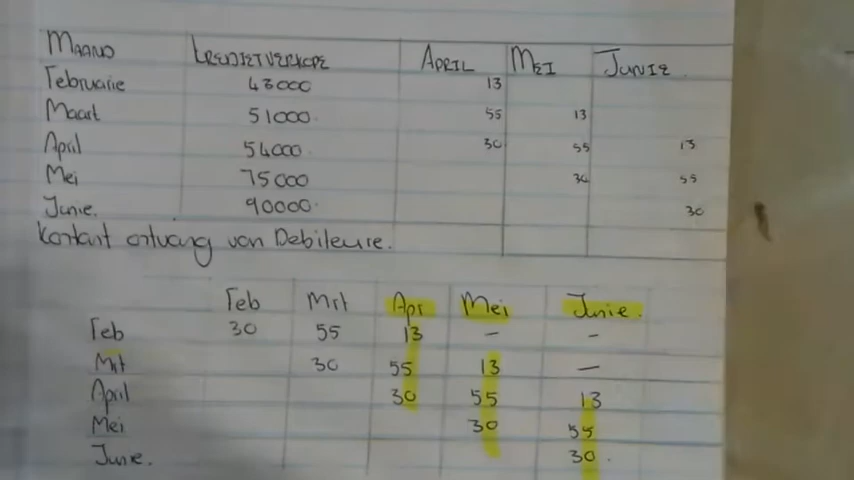 Maand Kredietverkope April Mei Junie
Februarie 43000 13
Maart 51000 55 13
April 54000 30 55 13
Mei 75000 30 55
Junie. 90000 30
Kontant ontvang van Debiteure.
Feb Mrt Apr Mei Junie.
Feb 30 55 13 – –
Mrt 30 55 13 –
April 30 55 13
Mei 30 55
Junie. 30.